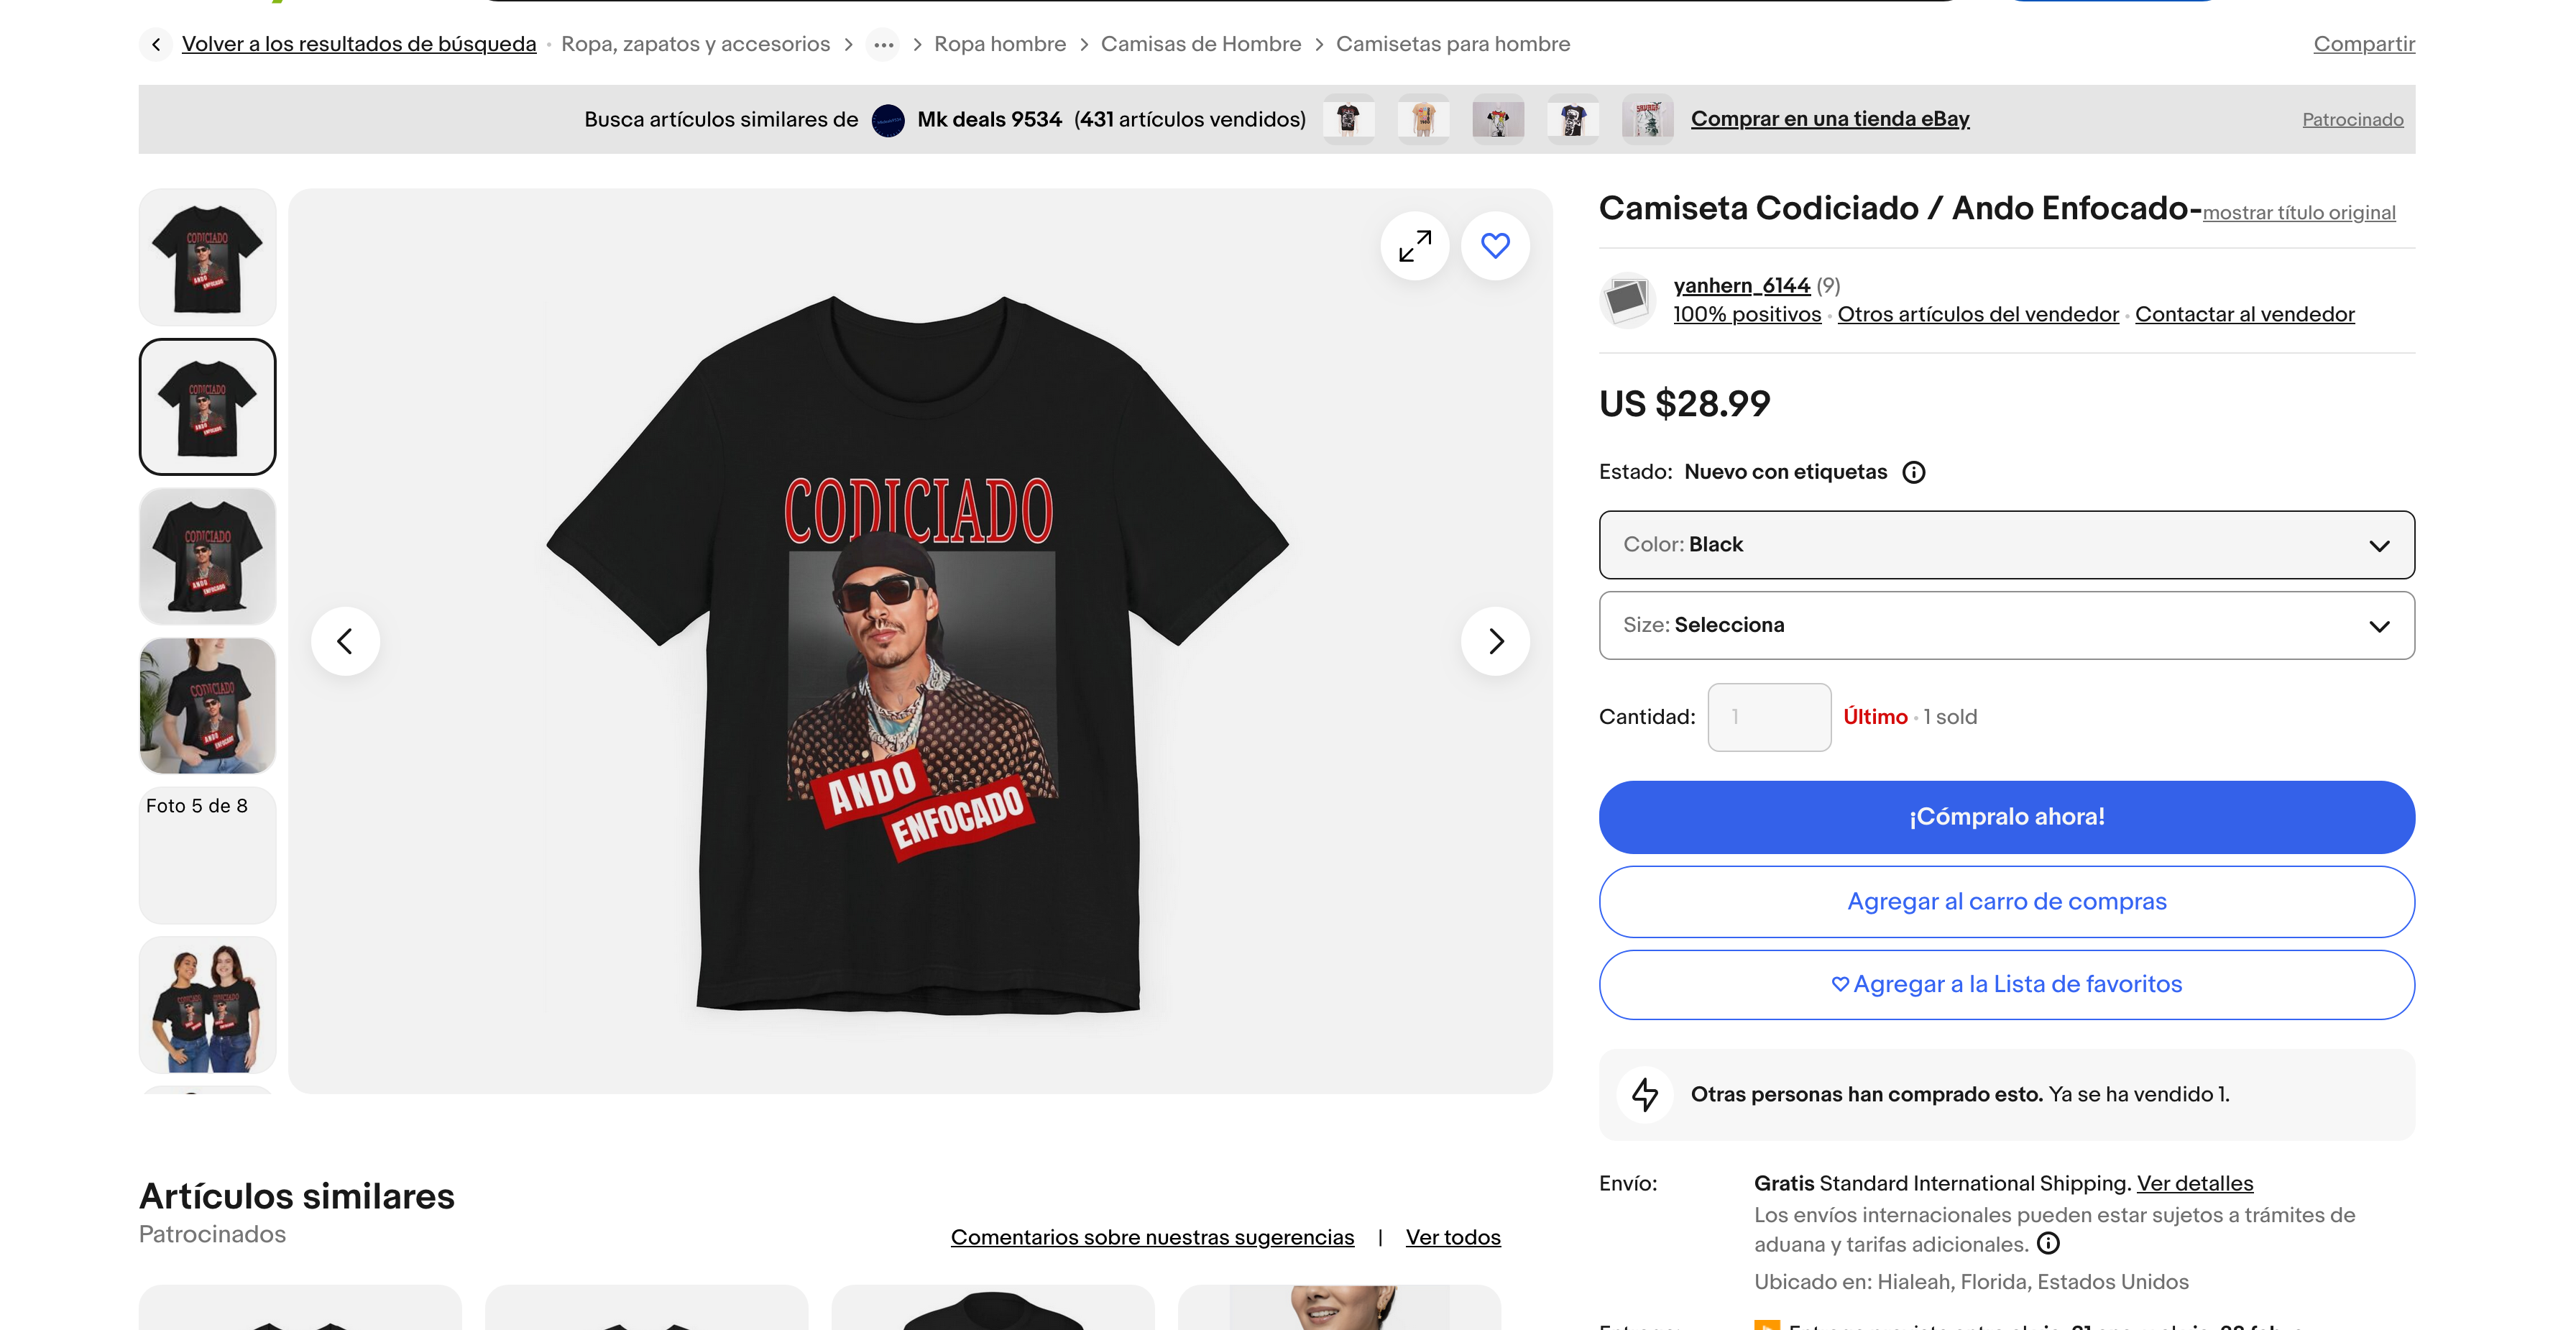 Volver a los resultados de búsqueda • Ropa, zapatos y accesorios > ... > Ropa hombre > Camisas de Hombre > Camisetas para hombre
Compartir
Busca artículos similares de Mk deals 9534 (431 artículos vendidos) Comprar en una tienda eBay
Patrocinado
CODICIADO
ANDO
ENFOCADO
Foto 5 de 8
Camiseta Codiciado / Ando Enfocado-mostrar título original
yanhern_6144 (9)
100% positivos • Otros artículos del vendedor • Contactar al vendedor
US $28.99
Estado: Nuevo con etiquetas
Color: Black
Size: Selecciona
Cantidad: 1 Último • 1 sold
¡Cómpralo ahora!
Agregar al carro de compras
Agregar a la Lista de favoritos
Otras personas han comprado esto. Ya se ha vendido 1.
Envío: Gratis Standard International Shipping. Ver detalles
Los envíos internacionales pueden estar sujetos a trámites de
aduana y tarifas adicionales.
Ubicado en: Hialeah, Florida, Estados Unidos
Artículos similares
Patrocinados
Comentarios sobre nuestras sugerencias | Ver todos